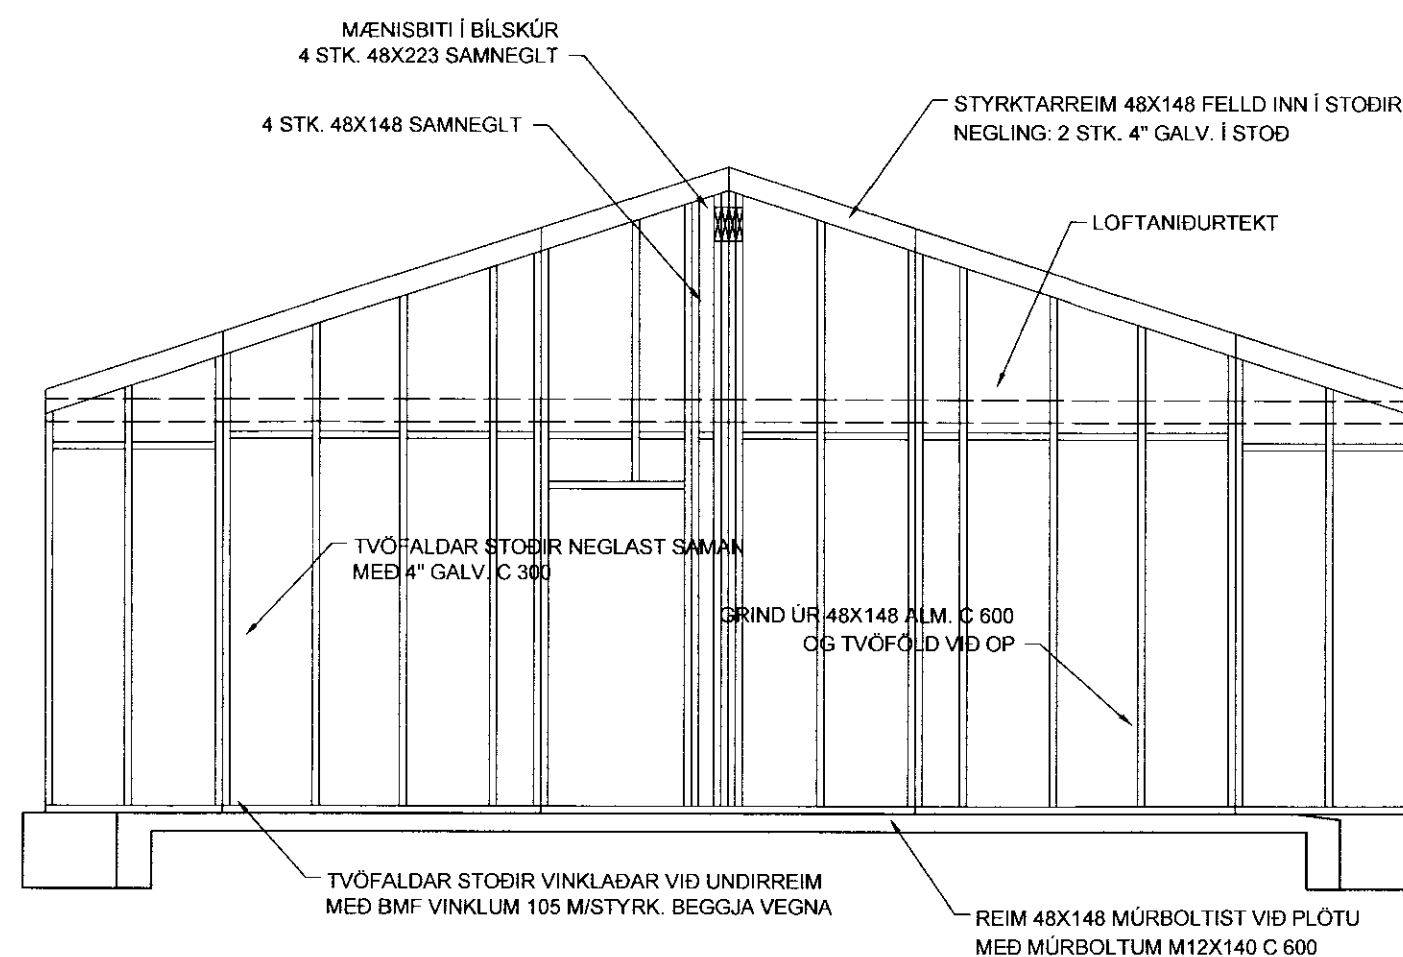 MÆNISBITI Í BÍLSKÚR
4 STK. 48X223 SAMNEGLT
4 STK. 48X148 SAMNEGLT
STYRKTARREIM 48X148 FELLD INN Í STOÐIR
NEGLING: 2 STK. 4" GALV. Í STOÐ
LOFTANIÐURTEKT
TVÖFALDAR STOÐIR NEGLAST SAMAN
MEÐ 4" GALV. C 300
GRIND ÚR 48X148 ALM. C 600
OG TVÖFÖLD VIÐ OP
TVÖFALDAR STOÐIR VINKLAÐAR VIÐ UNDIRREIM
MEÐ BMF VINKLUM 105 M/STYRK. BEGGJA VEGNA
REIM 48X148 MÚRBOLTIST VIÐ PLÖTU
MEÐ MÚRBOLTUM M12X140 C 600